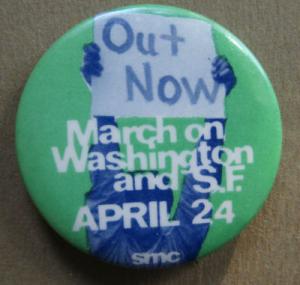 Out
Now
March on
Washington
and S.F.
APRIL 24
smc